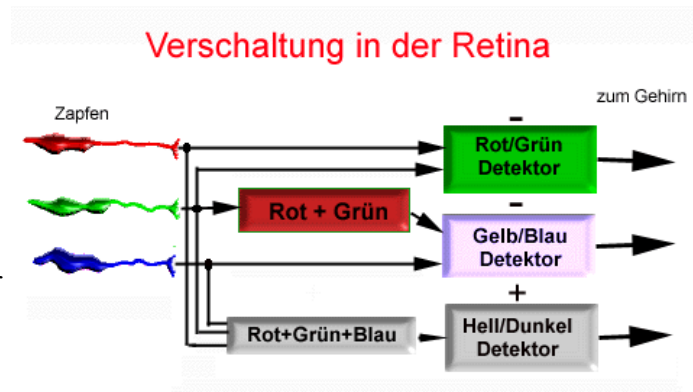 Verschaltung in der Retina
zum Gehirn
Zapfen
-
Rot/Grün
Detektor
-
Rot + Grün
Gelb/Blau
Detektor
+
Rot+Grün+Blau
Hell/Dunkel
Detektor